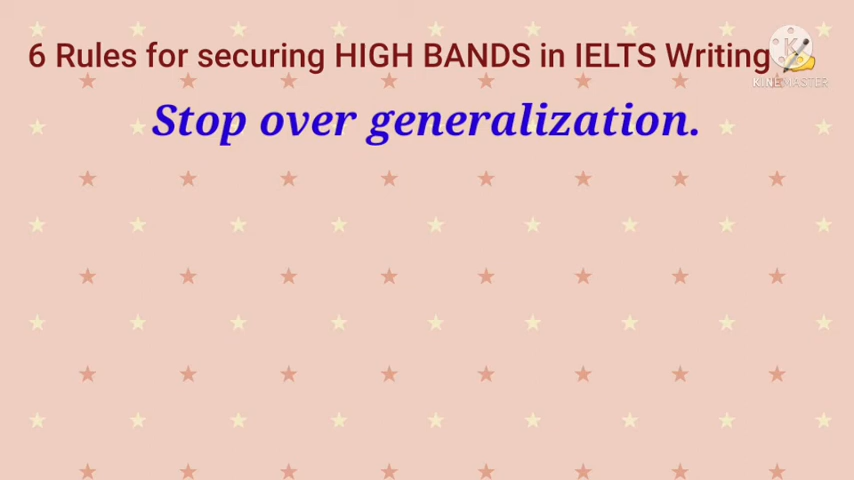 6 Rules for securing HIGH BANDS in IELTS Writing
K
KINEMASTER
Stop over generalization.